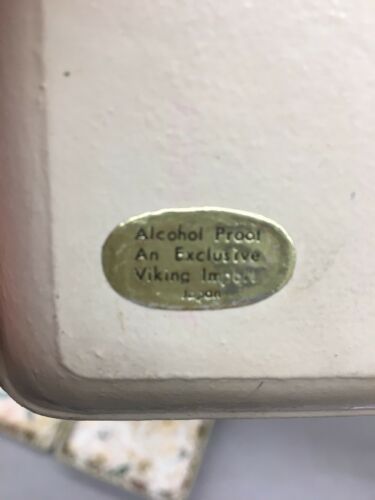 Alcohol Proof
An Exclusive
Viking Import
Japan